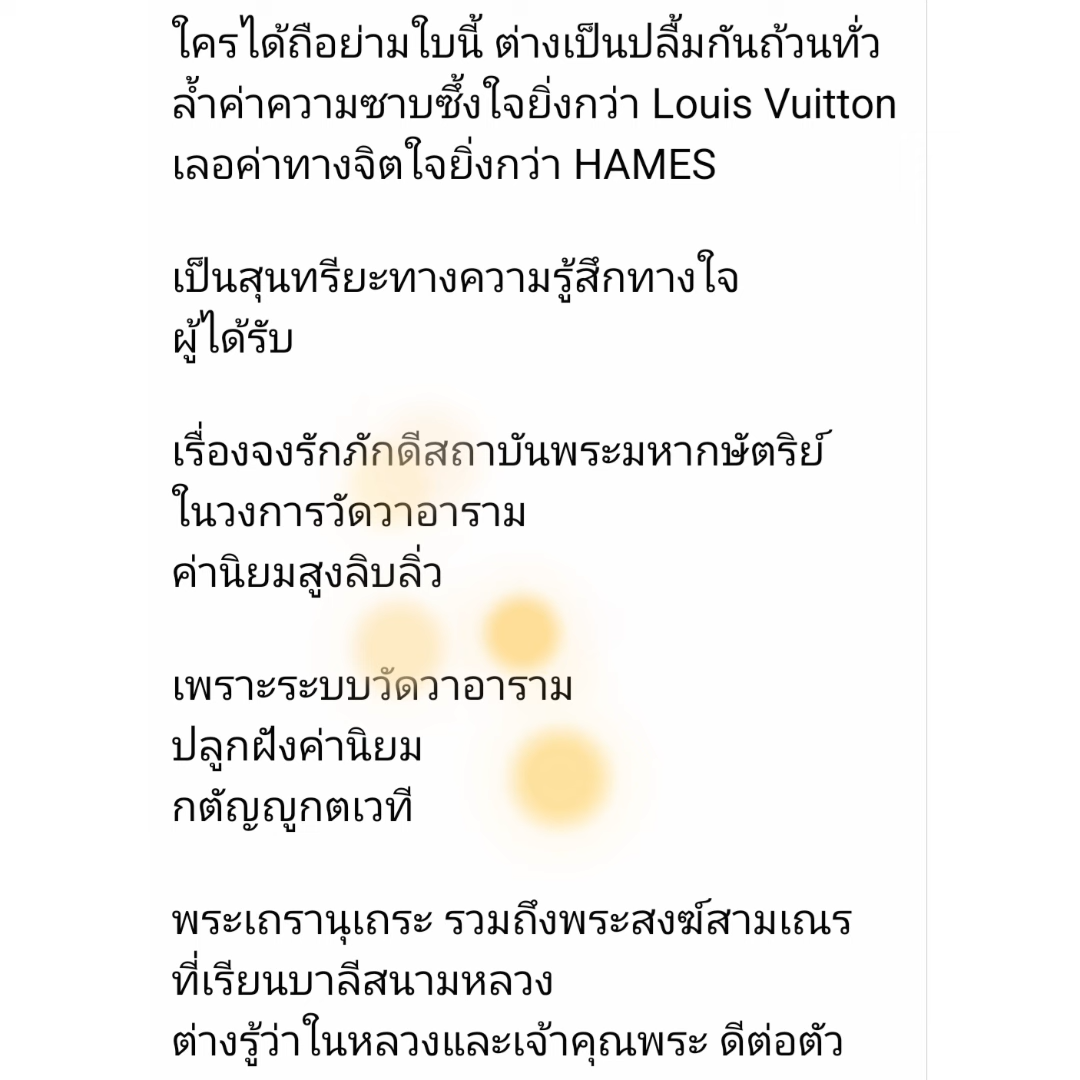 ใครได้ถือย่ามใบนี้ ต่างเป็นปลื้มกันถ้วนทั่ว
ล้ำค่าความซาบซึ้งใจยิ่งกว่า Louis Vuitton
เลอค่าทางจิตใจยิ่งกว่า HAMES
เป็นสุนทรียะทางความรู้สึกทางใจ
ผู้ได้รับ
เรื่องจงรักภักดีสถาบันพระมหากษัตริย์
ในวงการวัดวาอาราม
ค่านิยมสูงลิบลิ่ว
เพราะระบบวัดวาอาราม
ปลูกฝังค่านิยม
กตัญญูกตเวที
พระเถรานุเถระ รวมถึงพระสงฆ์สามเณร
ที่เรียนบาลีสนามหลวง
ต่างรู้ว่าในหลวงและเจ้าคุณพระ ดีต่อตัว